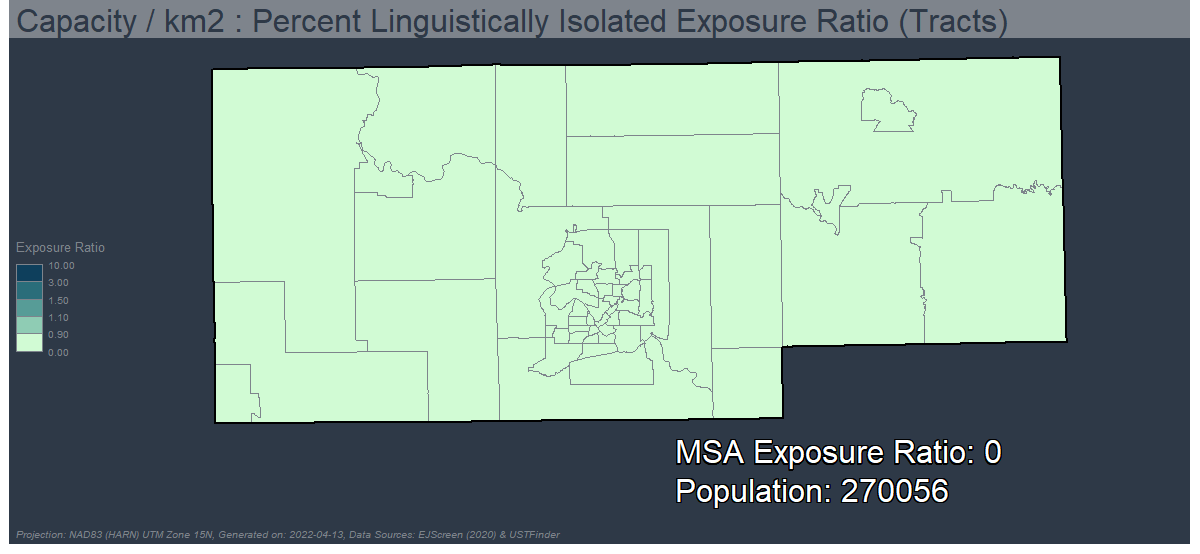 Capacity / km2 : Percent Linguistically Isolated Exposure Ratio (Tracts)
Exposure Ratio
10.00
3.00
1.50
1.10
0.90
0.00
MSA Exposure Ratio: 0
Population: 270056
Projection: NAD83 (HARN) UTM Zone 15N, Generated on: 2022-04-13, Data Sources: EJScreen (2020) & USTFinder